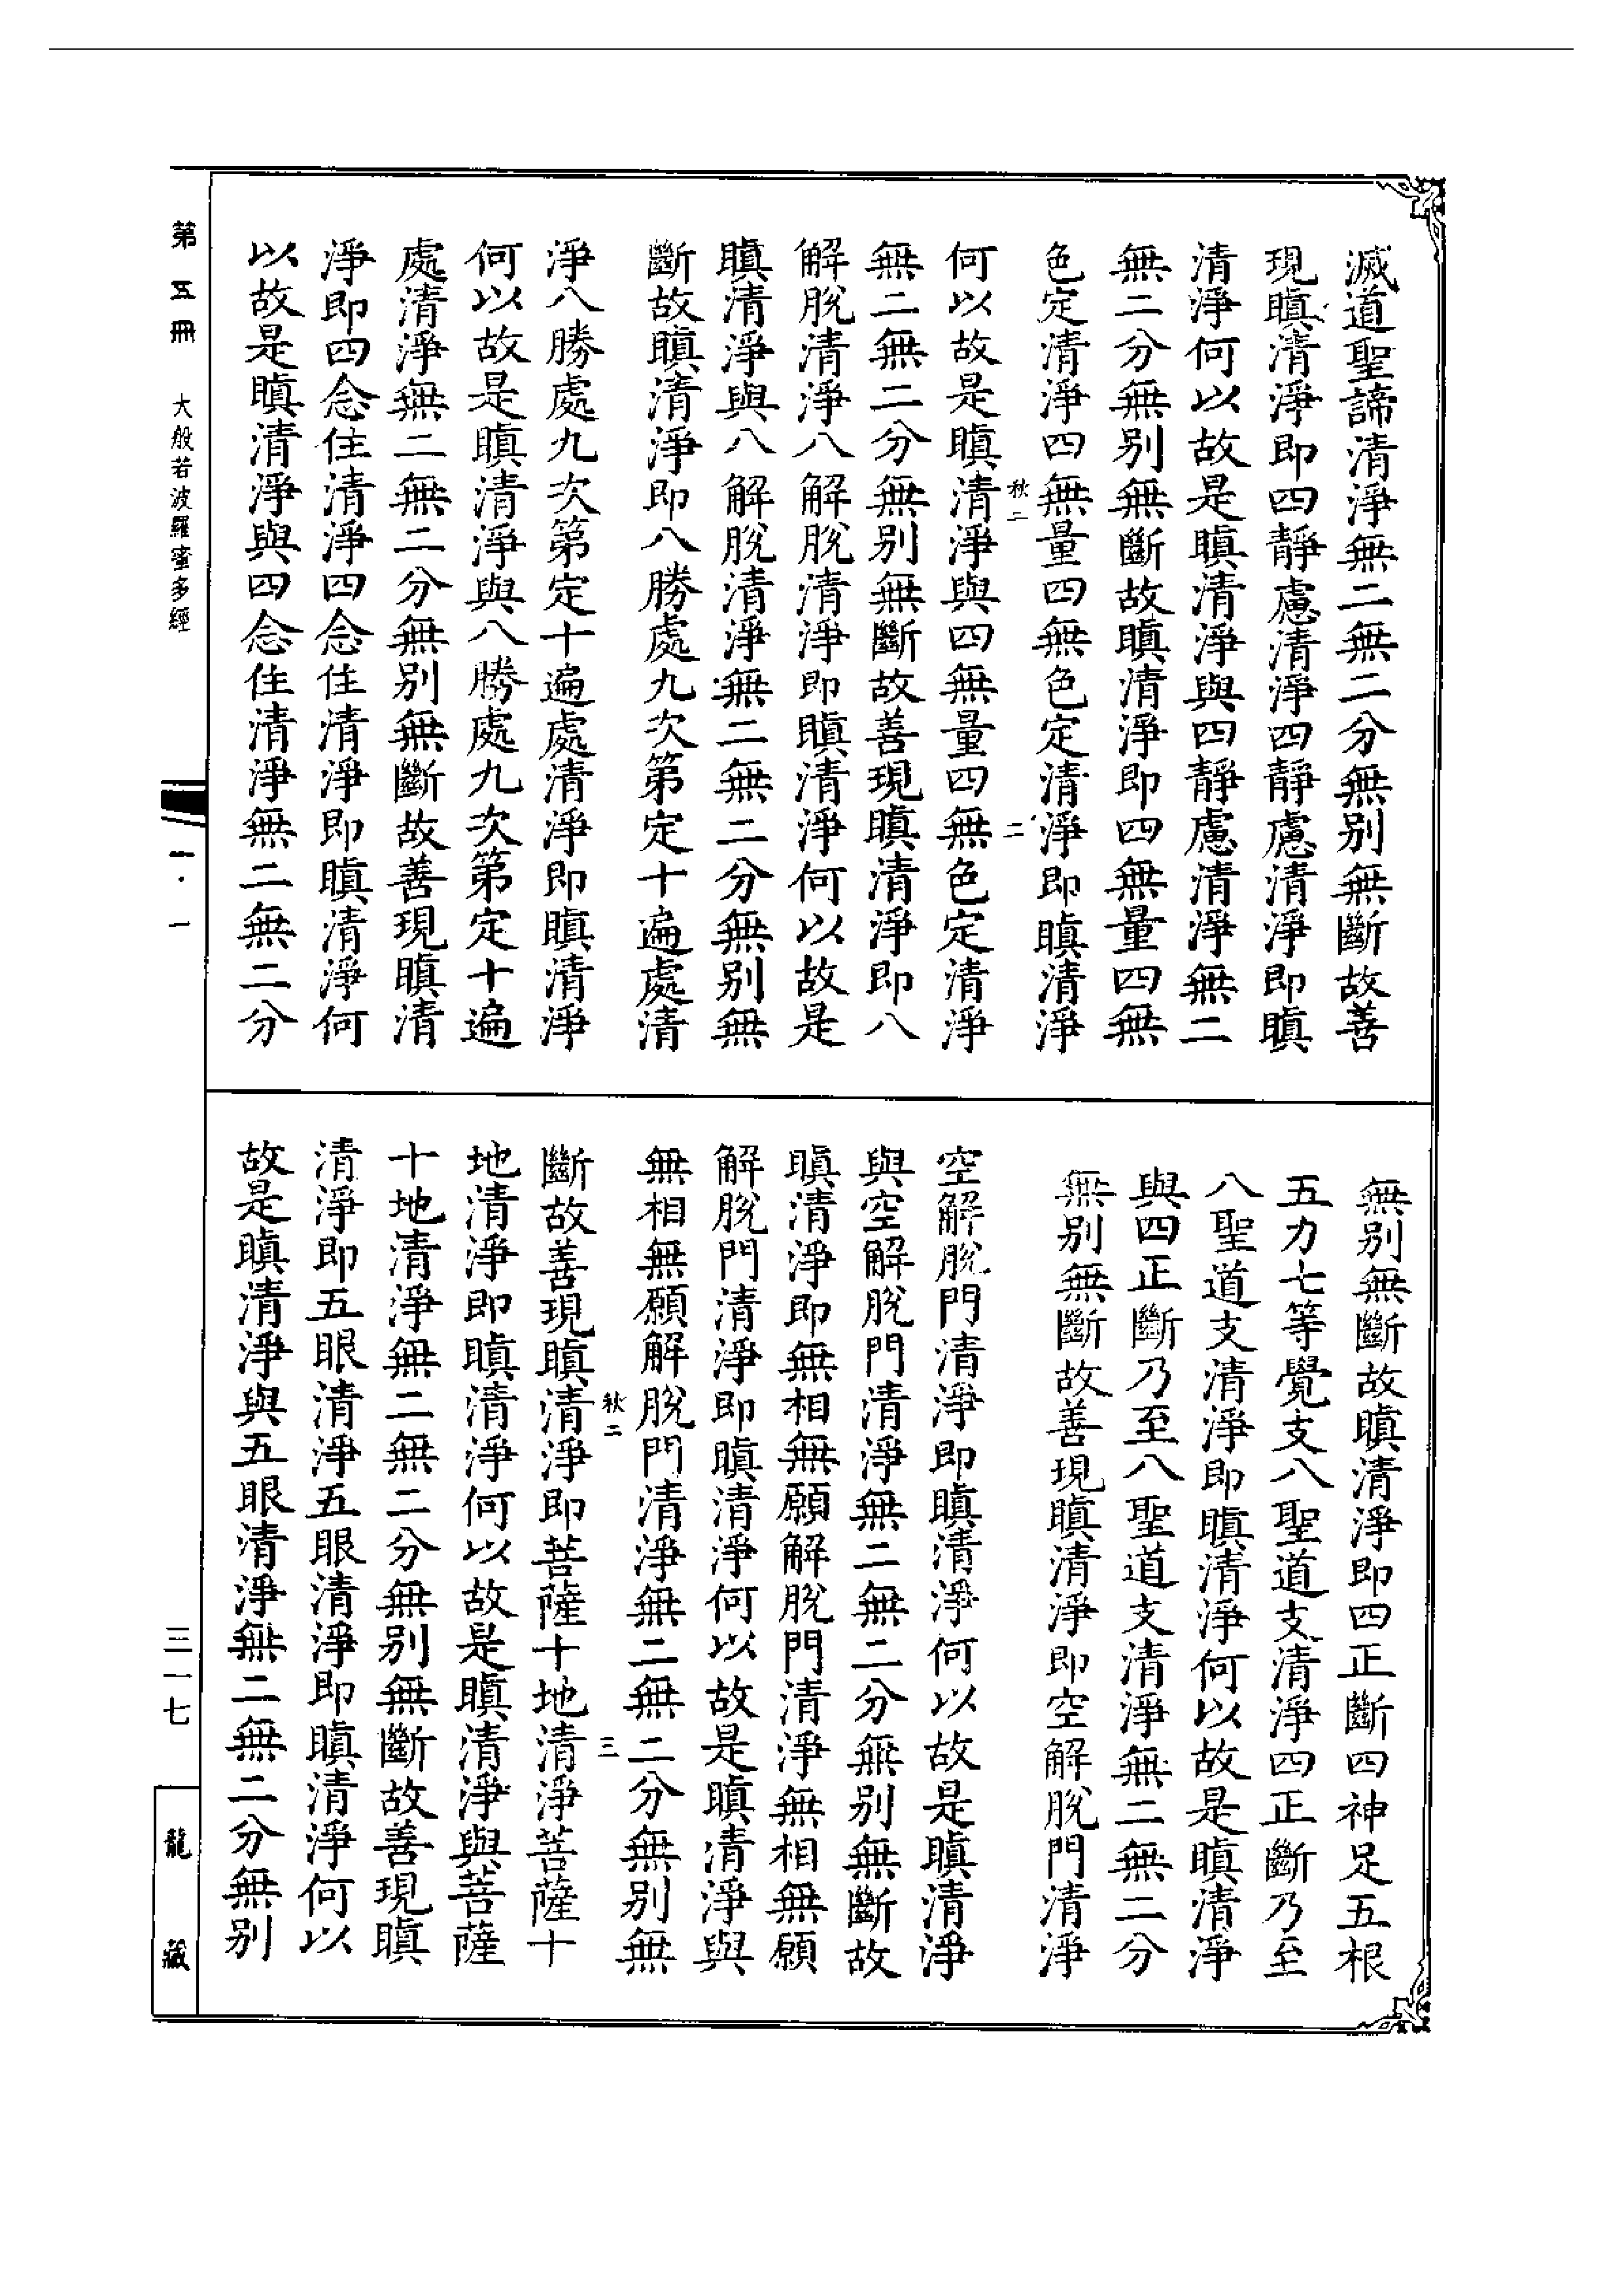 滅道聖諦清淨無二無二分無别無斷故善
現瞋清淨即四靜慮清淨四靜慮清淨即瞋
清淨何以故是瞋清淨與四靜慮清淨無二
無二分無别無斷故瞋清淨即四無量四無
色定清淨四無量四無色定清淨即瞋清淨
秋二
二
何以故是瞋清淨與四無量四無色定清淨
無二無二分無别無斷故善現瞋清淨即八
解脫清淨八解脫清淨即瞋清淨何以故是
瞋清淨與八解脫清淨無二無二分無别無
斷故瞋清淨即八勝處九次第定十遍處清
淨八勝處九次第定十遍處清淨即瞋清淨
何以故是瞋清淨與八勝處九次第定十遍
處清淨無二無二分無别無斷故善現瞋清
淨即四念住清淨四念住清淨即瞋清淨何
以故是瞋清淨與四念住清淨無二無二分
無别無斷故瞋清淨即四正斷四神足五根
五力七等覺支八聖道支清淨四正斷乃至
八聖道支清淨即瞋清淨何以故是瞋清淨
與四正斷乃至八聖道支清淨無二無二分
無别無斷故善現瞋清淨即空解脫門清淨
空解脫門清淨即瞋清淨何以故是瞋清淨
與空解脫門清淨無二無二分無别無斷故
瞋清淨即無相無願解脫門清淨無相無願
解脫門清淨即瞋清淨何以故是瞋清淨與
無相無願解脫門清淨無二無二分無别無
秋二
三
斷故善現瞋清淨即菩薩十地清淨菩薩十
地清淨即瞋清淨何以故是瞋清淨與菩薩
十地清淨無二無二分無别無斷故善現瞋
清淨即五眼清淨五眼清淨即瞋清淨何以
故是瞋清淨與五眼清淨無二無二分無别
第五冊 大般若波羅蜜多經 一·一 三一七 龍藏